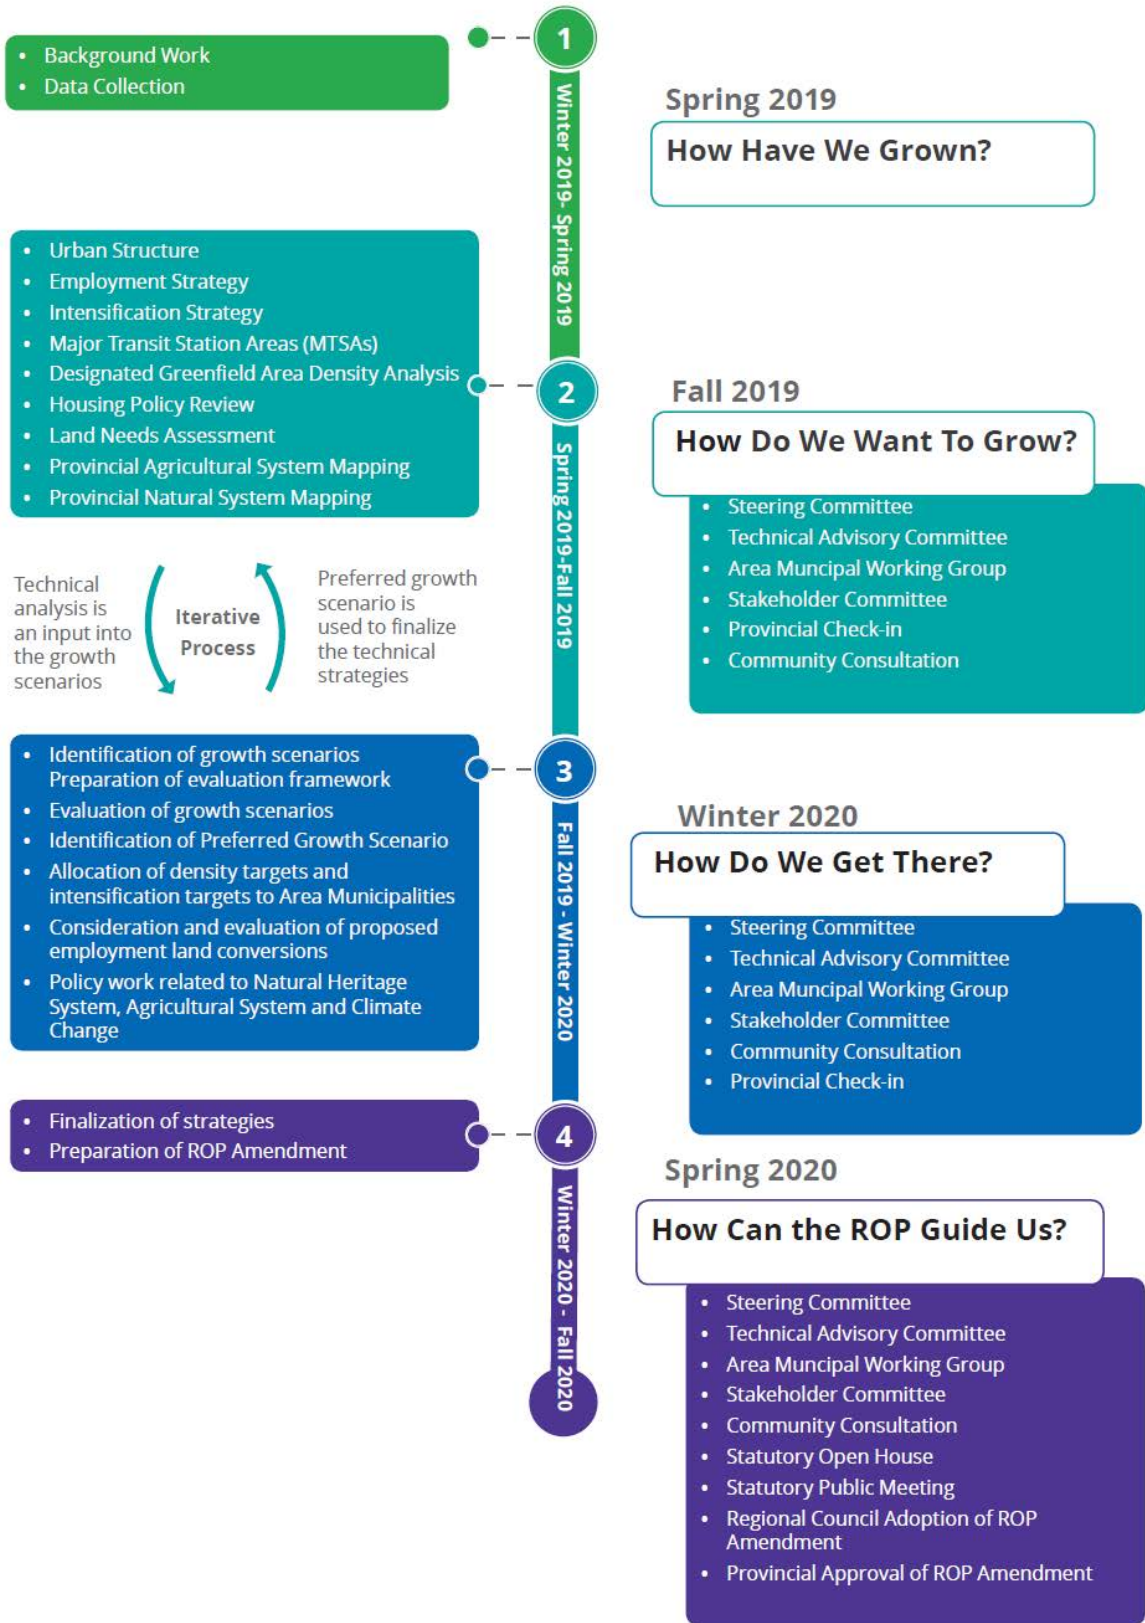 1
• Background Work
• Data Collection
Winter 2019- Spring 2019
Spring 2019
How Have We Grown?
• Urban Structure
• Employment Strategy
• Intensification Strategy
• Major Transit Station Areas (MTSAs)
• Designated Greenfield Area Density Analysis
• Housing Policy Review
• Land Needs Assessment
• Provincial Agricultural System Mapping
• Provincial Natural System Mapping
2
Spring 2019-Fall 2019
Fall 2019
How Do We Want To Grow?
• Steering Committee
• Technical Advisory Committee
• Area Muncipal Working Group
• Stakeholder Committee
• Provincial Check-in
• Community Consultation
Technical
analysis is
an input into
the growth
scenarios
Iterative
Process
Preferred growth
scenario is
used to finalize
the technical
strategies
• Identification of growth scenarios
Preparation of evaluation framework
• Evaluation of growth scenarios
• Identification of Preferred Growth Scenario
• Allocation of density targets and
intensification targets to Area Municipalities
• Consideration and evaluation of proposed
employment land conversions
• Policy work related to Natural Heritage
System, Agricultural System and Climate
Change
3
Fall 2019 - Winter 2020
Winter 2020
How Do We Get There?
• Steering Committee
• Technical Advisory Committee
• Area Muncipal Working Group
• Stakeholder Committee
• Community Consultation
• Provincial Check-in
• Finalization of strategies
• Preparation of ROP Amendment
4
Winter 2020 - Fall 2020
Spring 2020
How Can the ROP Guide Us?
• Steering Committee
• Technical Advisory Committee
• Area Muncipal Working Group
• Stakeholder Committee
• Community Consultation
• Statutory Open House
• Statutory Public Meeting
• Regional Council Adoption of ROP
Amendment
• Provincial Approval of ROP Amendment